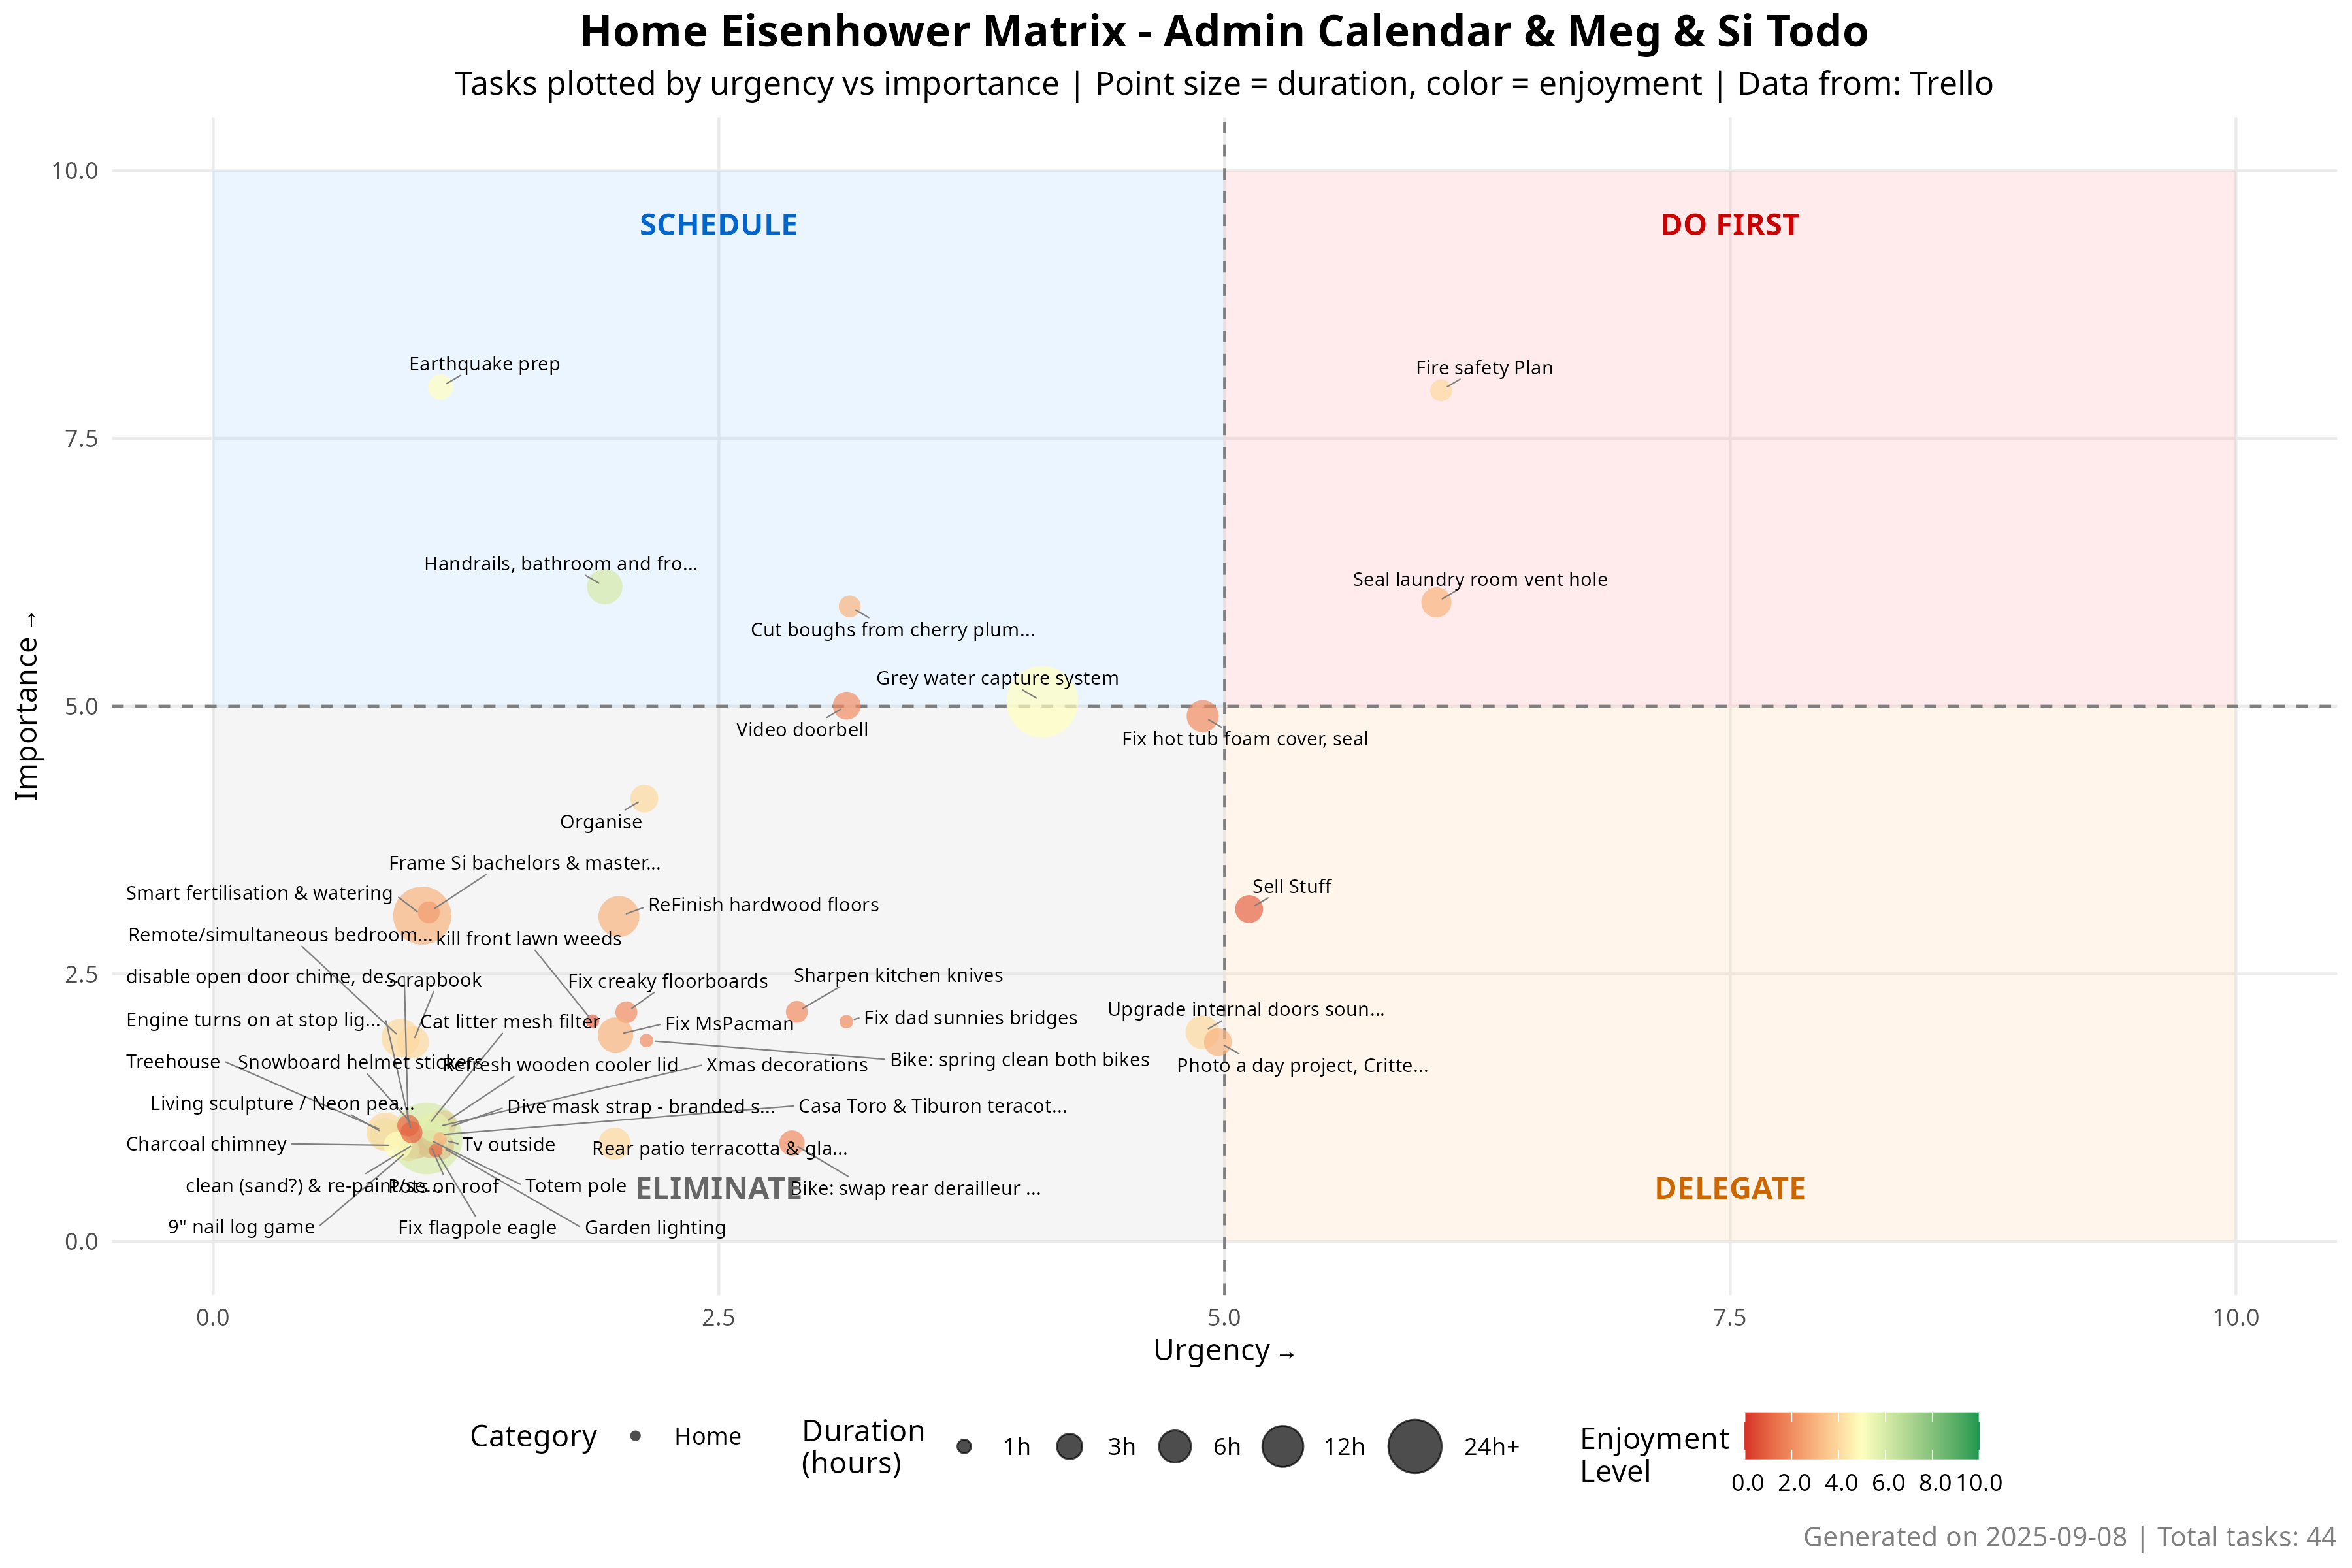 Home Eisenhower Matrix - Admin Calendar & Meg & Si Todo
Tasks plotted by urgency vs importance | Point size = duration, color = enjoyment | Data from: Trello
10.0
SCHEDULE
DO FIRST
Earthquake prep
Fire safety Plan
7.5
Handrails, bathroom and fro...
Seal laundry room vent hole
Cut boughs from cherry plum...
Grey water capture system
Importance →
5.0
Video doorbell
Fix hot tub foam cover, seal
Organise
Frame Si bachelors & master...
Smart fertilisation & watering
Sell Stuff
ReFinish hardwood floors
Remote/simultaneous bedroom...
kill front lawn weeds
2.5
disable open door chime, de...
Scrapbook
Fix creaky floorboards
Sharpen kitchen knives
Upgrade internal doors soun...
Engine turns on at stop lig...
Cat litter mesh filter
Fix MsPacman
Fix dad sunnies bridges
Treehouse
Snowboard helmet stickers
Refresh wooden cooler lid
Xmas decorations
Bike: spring clean both bikes
Photo a day project, Critte...
Living sculpture / Neon pea...
Dive mask strap - branded s...
Casa Toro & Tiburon teracot...
Charcoal chimney
Tv outside
Rear patio terracotta & gla...
clean (sand?) & re-paint/se...
Pots on roof
Totem pole
ELIMINATE
Bike: swap rear derailleur ...
DELEGATE
9" nail log game
Fix flagpole eagle
Garden lighting
0.0
0.0
2.5
5.0
7.5
10.0
Urgency →
Category
Home
Duration
(hours)
1h
3h
6h
12h
24h+
Enjoyment
Level
0.0
2.0
4.0
6.0
8.0
10.0
Generated on 2025-09-08 | Total tasks: 44